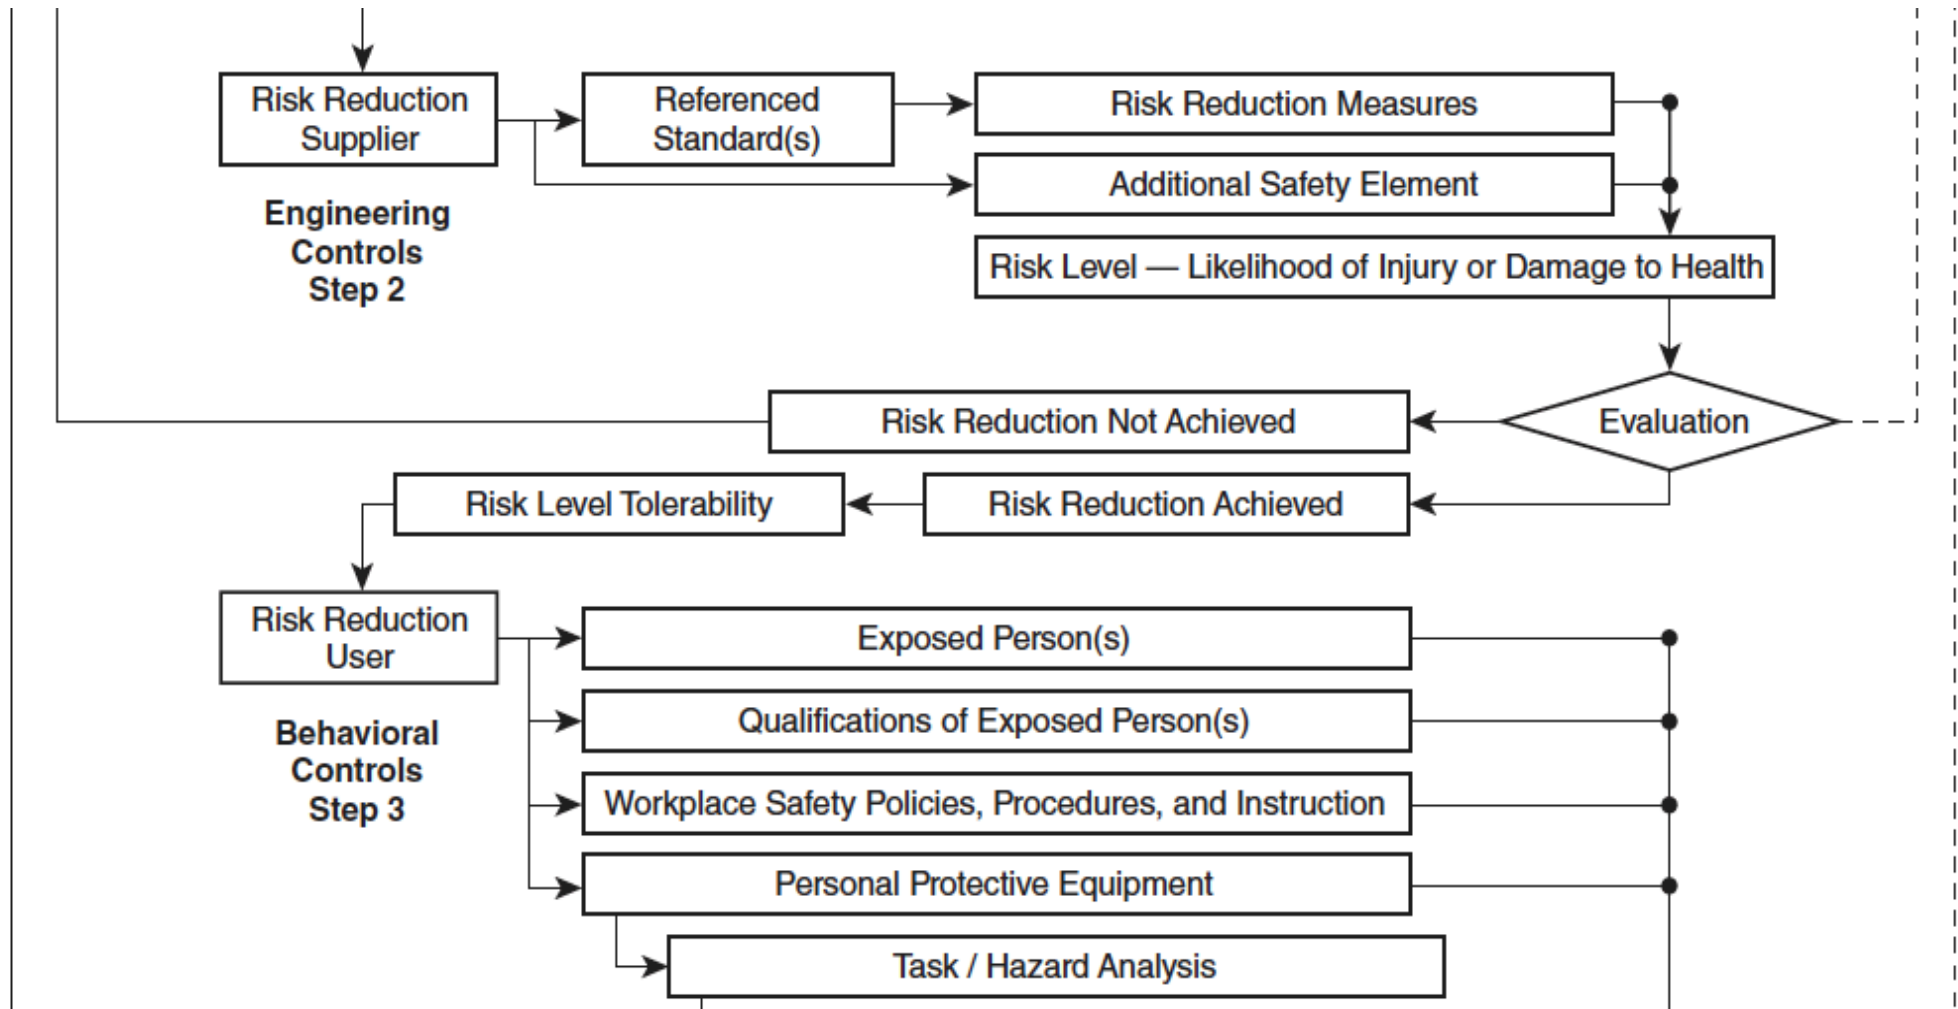 Risk Reduction
Supplier
Referenced
Standard(s)
Risk Reduction Measures
Additional Safety Element
Engineering
Controls
Step 2
Risk Level — Likelihood of Injury or Damage to Health
Risk Reduction Not Achieved
Evaluation
Risk Level Tolerability
Risk Reduction Achieved
Risk Reduction
User
Exposed Person(s)
Behavioral
Controls
Step 3
Qualifications of Exposed Person(s)
Workplace Safety Policies, Procedures, and Instruction
Personal Protective Equipment
Task / Hazard Analysis